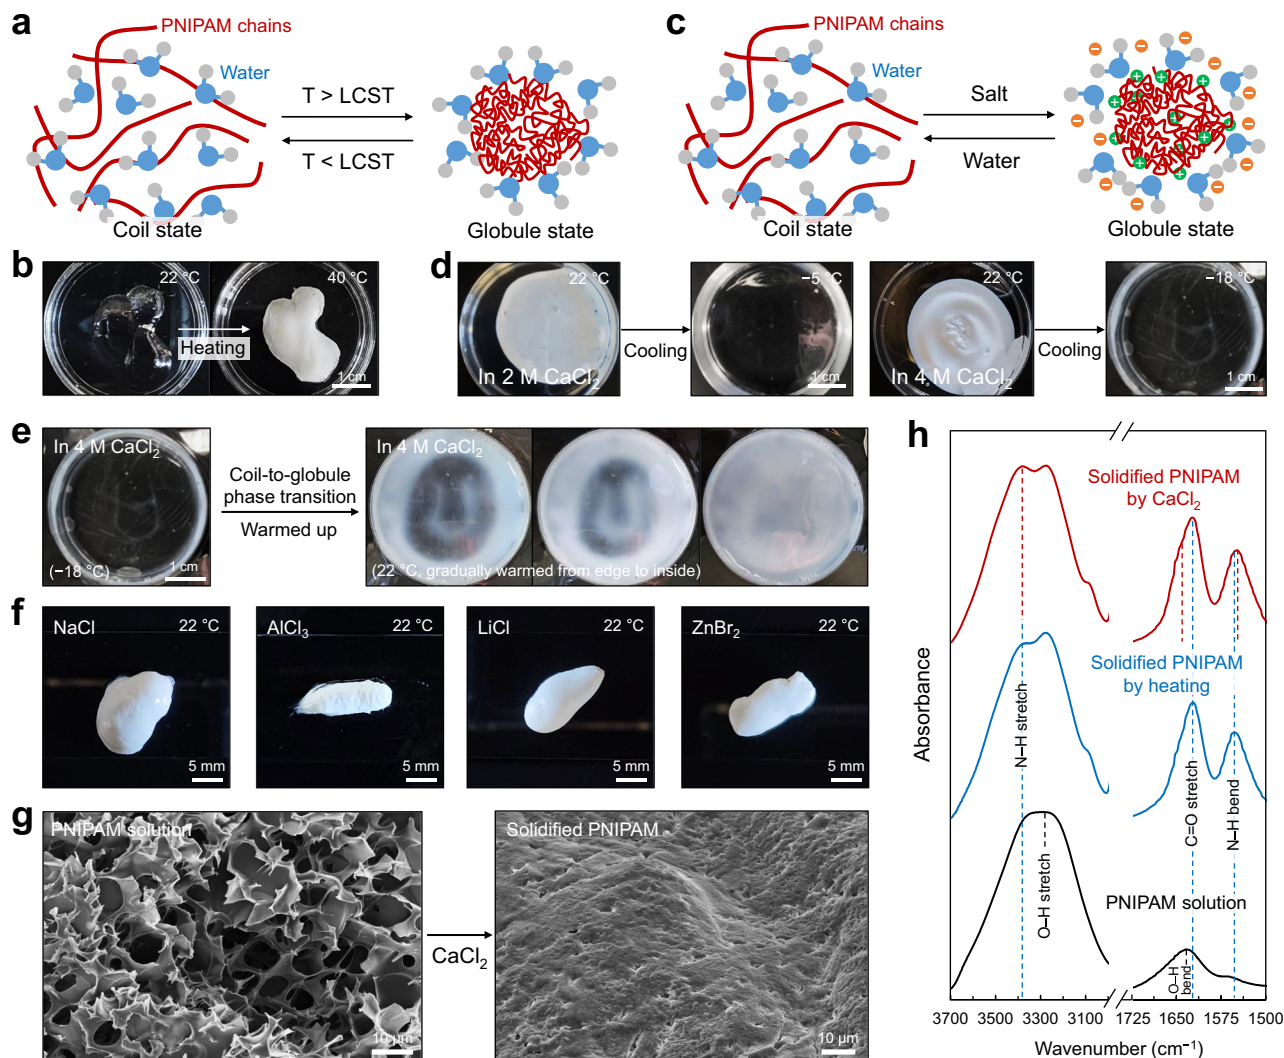 a
PNIPAM chains
Water
T > LCST
T < LCST
Coil state
Globule state
c
PNIPAM chains
Water
Salt
Water
Coil state
Globule state
b
22 °C
40 °C
Heating
1 cm
d
22 °C
−5 °C
Cooling
In 2 M CaCl₂
22 °C
−18 °C
Cooling
In 4 M CaCl₂
1 cm
e
In 4 M CaCl₂
(−18 °C)
1 cm
Coil-to-globule
phase transition
Warmed up
In 4 M CaCl₂
(22 °C, gradually warmed from edge to inside)
f
NaCl
22 °C
5 mm
AlCl₃
22 °C
5 mm
LiCl
22 °C
5 mm
ZnBr₂
22 °C
5 mm
g
PNIPAM solution
10 µm
CaCl₂
Solidified PNIPAM
10 µm
h
Solidified PNIPAM
by CaCl₂
Solidified PNIPAM
by heating
N–H stretch
C=O stretch
N–H bend
O–H stretch
PNIPAM solution
O–H
bend
Absorbance
3700 3500 3300 3100 1725 1650 1575 1500
Wavenumber (cm⁻¹)